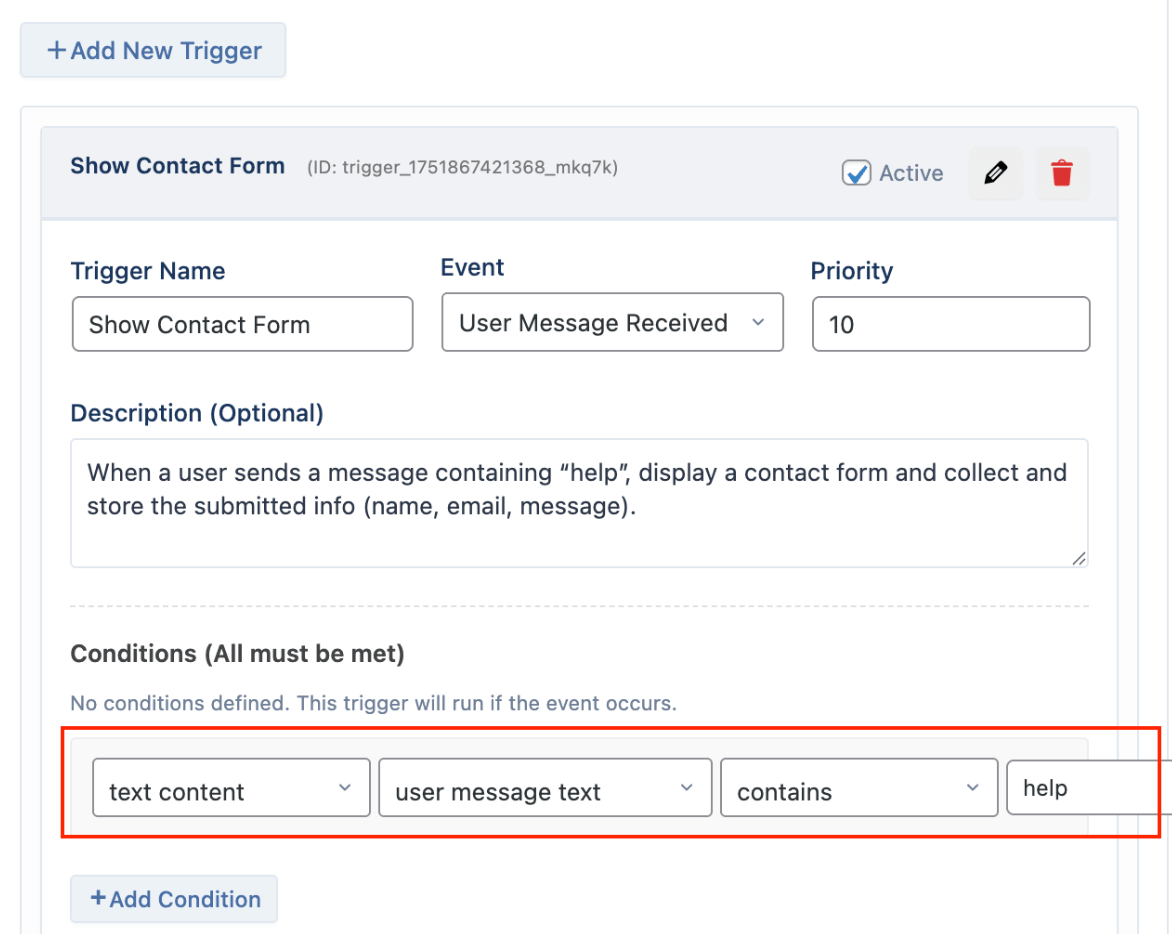 +Add New Trigger
Show Contact Form (ID: trigger_1751867421368_mkq7k) Active
Trigger Name Event Priority
Show Contact Form User Message Received 10
Description (Optional)
When a user sends a message containing “help”, display a contact form and collect and
store the submitted info (name, email, message).
Conditions (All must be met)
No conditions defined. This trigger will run if the event occurs.
text content user message text contains help
+Add Condition